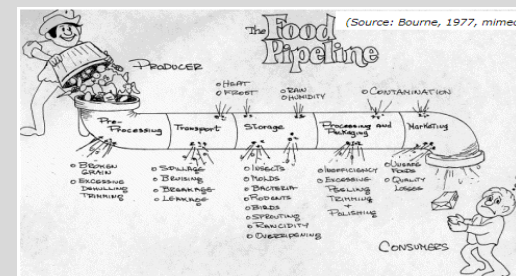 (Source: Bourne, 1977, mimeo
The Food
Pipeline
PRODUCER
o HEAT
o FROST
o RAIN
o HUMIDITY
o CONTAMINATION
Pre-
Processing
Transport
Storage
Processing and
Packaging
Marketing
o BROKEN
GRAIN
o EXCESSIVE
DEHULLING
TRIMMING
o SPILLAGE
o BRUISING
o BREAKAGE
o LEAKAGE
o INSECTS
o MOLDS
o BACTERIA
o RODENTS
o BIRDS
o SPROUTING
o RANCIDITY
o OVERRIPENING
o INEFFICIENCY
o EXCESSIVE
PEELING
TRIMMING
+
POLISHING
o UNSAFE
FOODS
o QUALITY
LOSSES
CONSUMERS